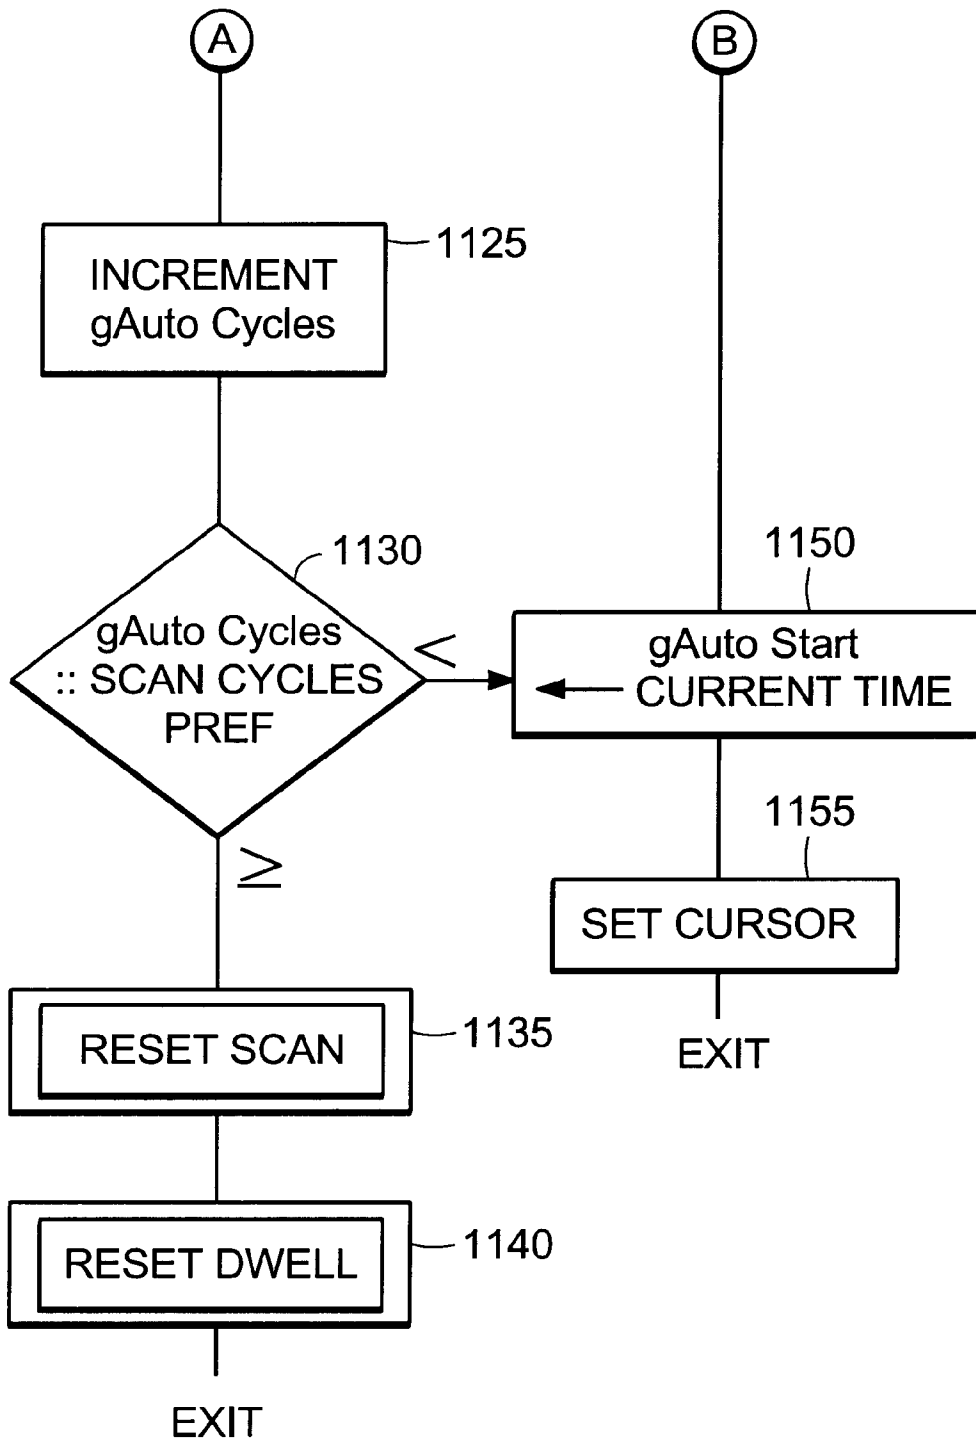 A
B
1125
INCREMENT
gAuto Cycles
1130
gAuto Cycles
:: SCAN CYCLES
PREF
<
≥
1150
gAuto Start
← CURRENT TIME
1155
SET CURSOR
EXIT
RESET SCAN
1135
RESET DWELL
1140
EXIT